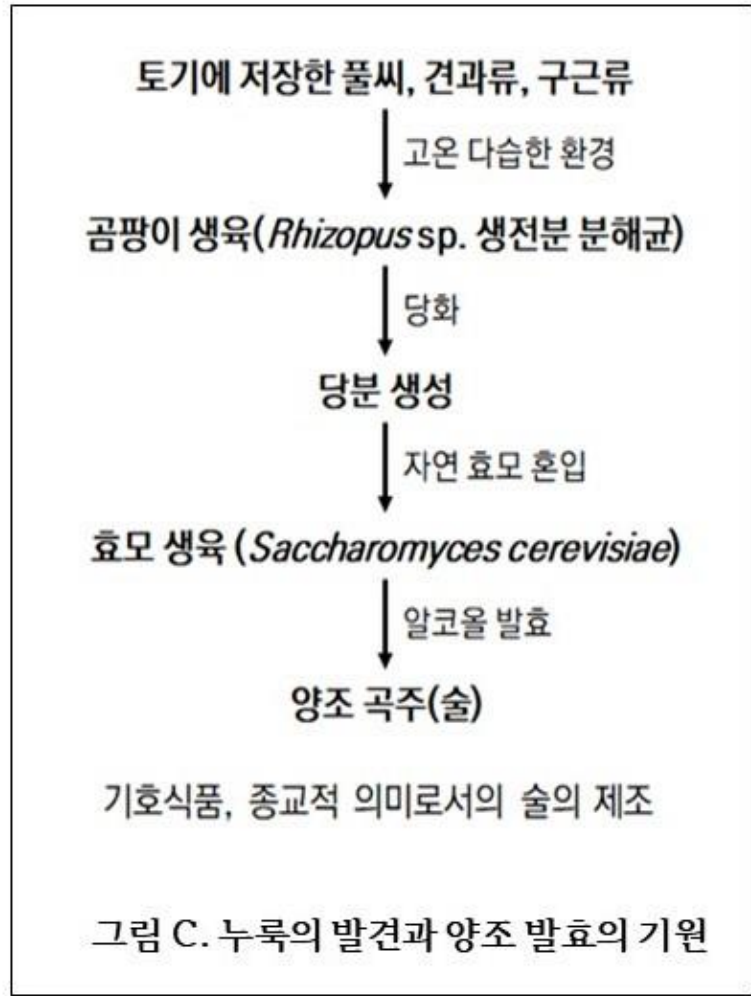 토기에 저장한 풀씨, 견과류, 구근류
고온 다습한 환경
곰팡이 생육(Rhizopus sp. 생전분 분해균)
당화
당분 생성
자연 효모 혼입
효모 생육 (Saccharomyces cerevisiae)
알코올 발효
양조 곡주(술)
기호식품, 종교적 의미로서의 술의 제조
그림 C. 누룩의 발견과 양조 발효의 기원